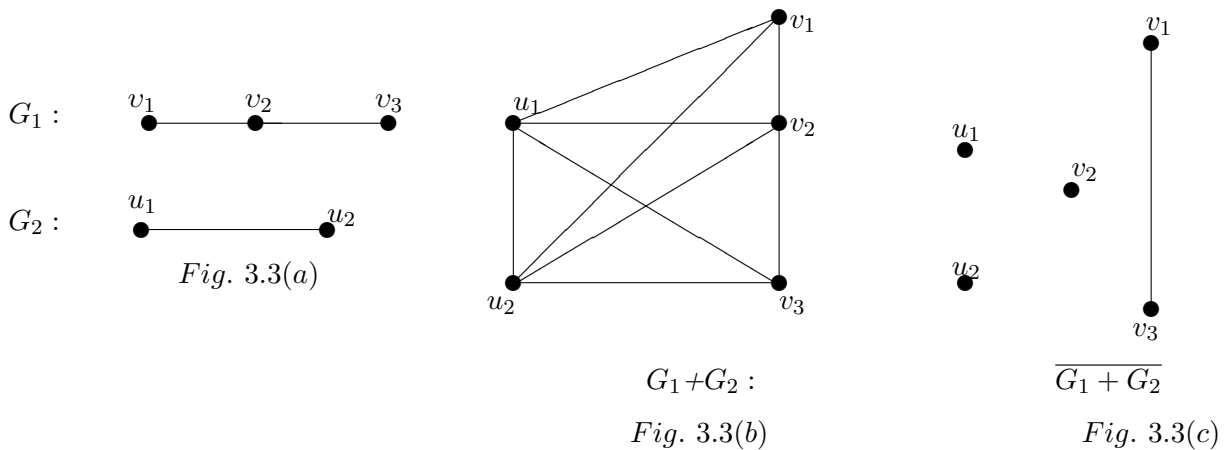 G₁ : v₁ v₂ v₃
G₂ : u₁ u₂
Fig. 3.3(a)
v₁
u₁ v₂
u₂ v₃
G₁+G₂ :
Fig. 3.3(b)
v₁
u₁
v₂
u₂
v₃
\overline{G₁ + G₂}
Fig. 3.3(c)